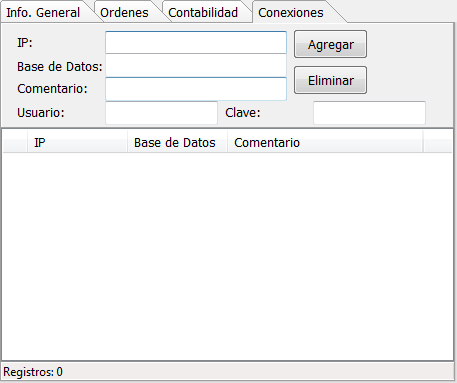 Info. General Ordenes Contabilidad Conexiones
IP: Agregar
Base de Datos:
Comentario: Eliminar
Usuario: Clave:
IP Base de Datos Comentario
Registros: 0